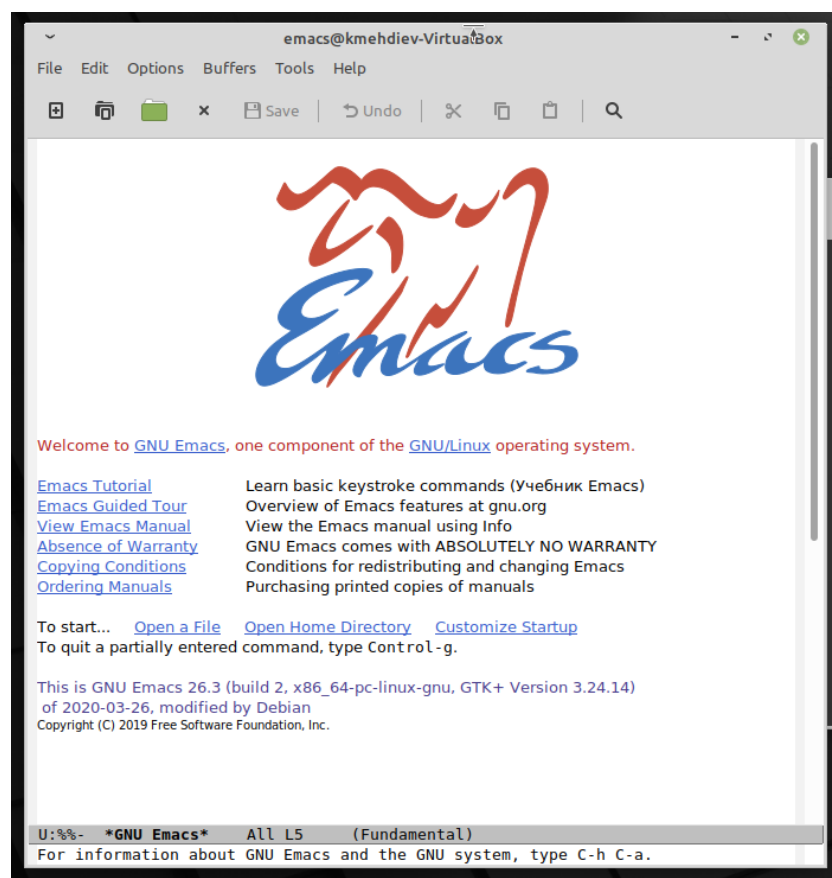 emacs@kmehdiev-VirtualBox
File Edit Options Buffers Tools Help
Save Undo
Emacs
Welcome to GNU Emacs, one component of the GNU/Linux operating system.
Emacs Tutorial Learn basic keystroke commands (Учебник Emacs)
Emacs Guided Tour Overview of Emacs features at gnu.org
View Emacs Manual View the Emacs manual using Info
Absence of Warranty GNU Emacs comes with ABSOLUTELY NO WARRANTY
Copying Conditions Conditions for redistributing and changing Emacs
Ordering Manuals Purchasing printed copies of manuals
To start... Open a File Open Home Directory Customize Startup
To quit a partially entered command, type Control-g.
This is GNU Emacs 26.3 (build 2, x86_64-pc-linux-gnu, GTK+ Version 3.24.14)
of 2020-03-26, modified by Debian
Copyright (C) 2019 Free Software Foundation, Inc.
U:%%- *GNU Emacs* All L5 (Fundamental)
For information about GNU Emacs and the GNU system, type C-h C-a.